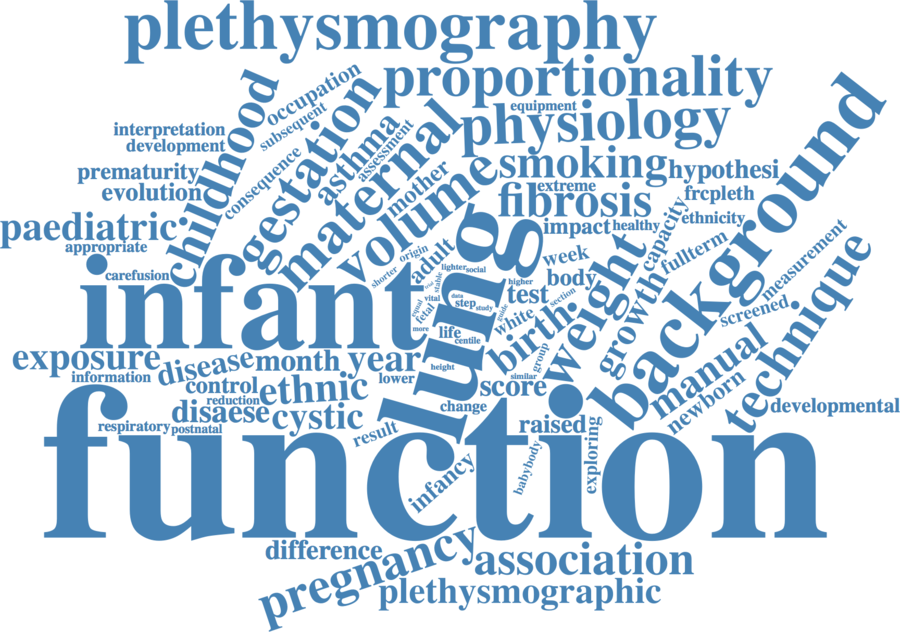 plethysmography
proportionality
childhood
occupation
subsequent
gestation
equipment
physiology
background
interpretation
development
asthma
assessment
maternal
consequence
smoking
hypothesi
prematurity
evolution
mother
volume
extreme
fibrosis
frcpleth
capacity
ethnicity
paediatric
appropriate
impact
healthy
fullterm
measurement
technique
carefusion
infant
shorter
origin
adult
lighter
social
lung
week
body
weight
growth
screened
stable
vital
data
step
study
higher
test
section
guide
white
birth
equal
fetal
more
life
centile
exposure
information
disease
month
year
lower
height
similar
group
manual
newborn
control
reduction
ethnic
disaese
cystic
score
change
developmental
respiratory
postnatal
result
raised
exploring
function
infancy
babybody
difference
pregnancy
association
plethysmographic